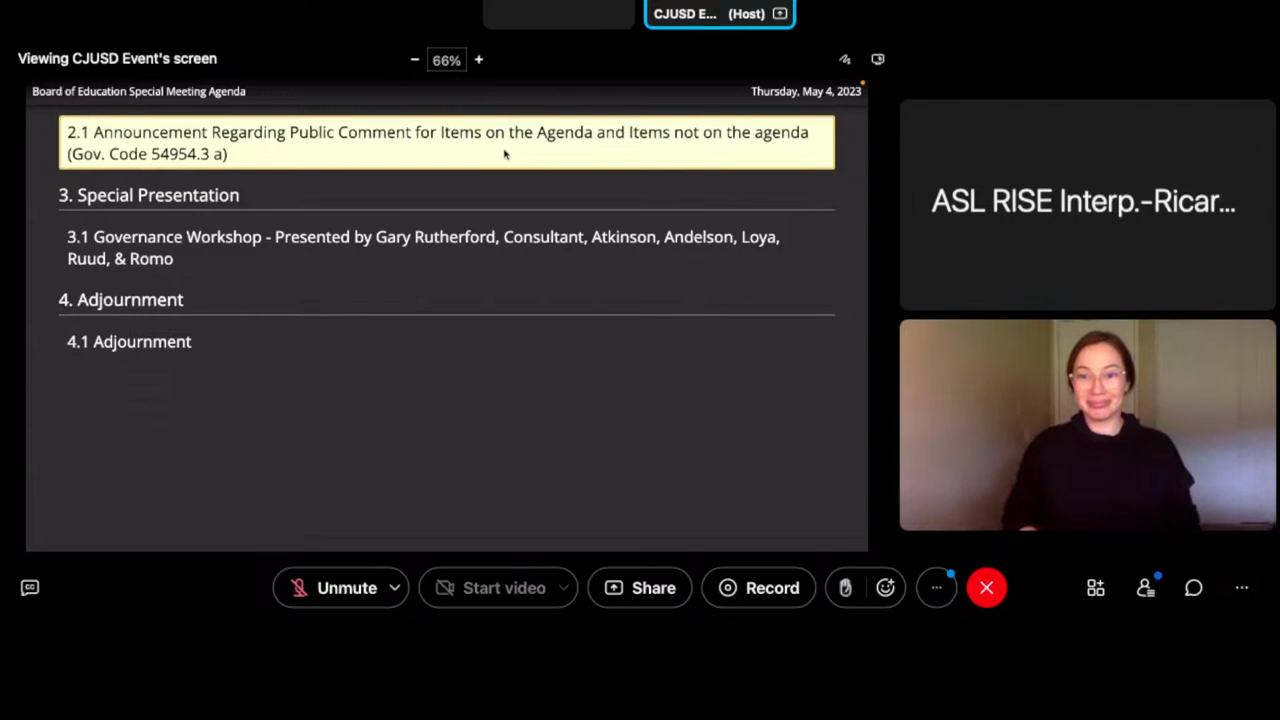 CJUSD E... (Host)
Viewing CJUSD Event's screen
− 66% +
Board of Education Special Meeting Agenda
Thursday, May 4, 2023
2.1 Announcement Regarding Public Comment for Items on the Agenda and Items not on the agenda
(Gov. Code 54954.3 a)
3. Special Presentation
3.1 Governance Workshop - Presented by Gary Rutherford, Consultant, Atkinson, Andelson, Loya,
Ruud, & Romo
4. Adjournment
4.1 Adjournment
ASL RISE Interp.-Ricar...
CC
Unmute
Start video
Share
Record